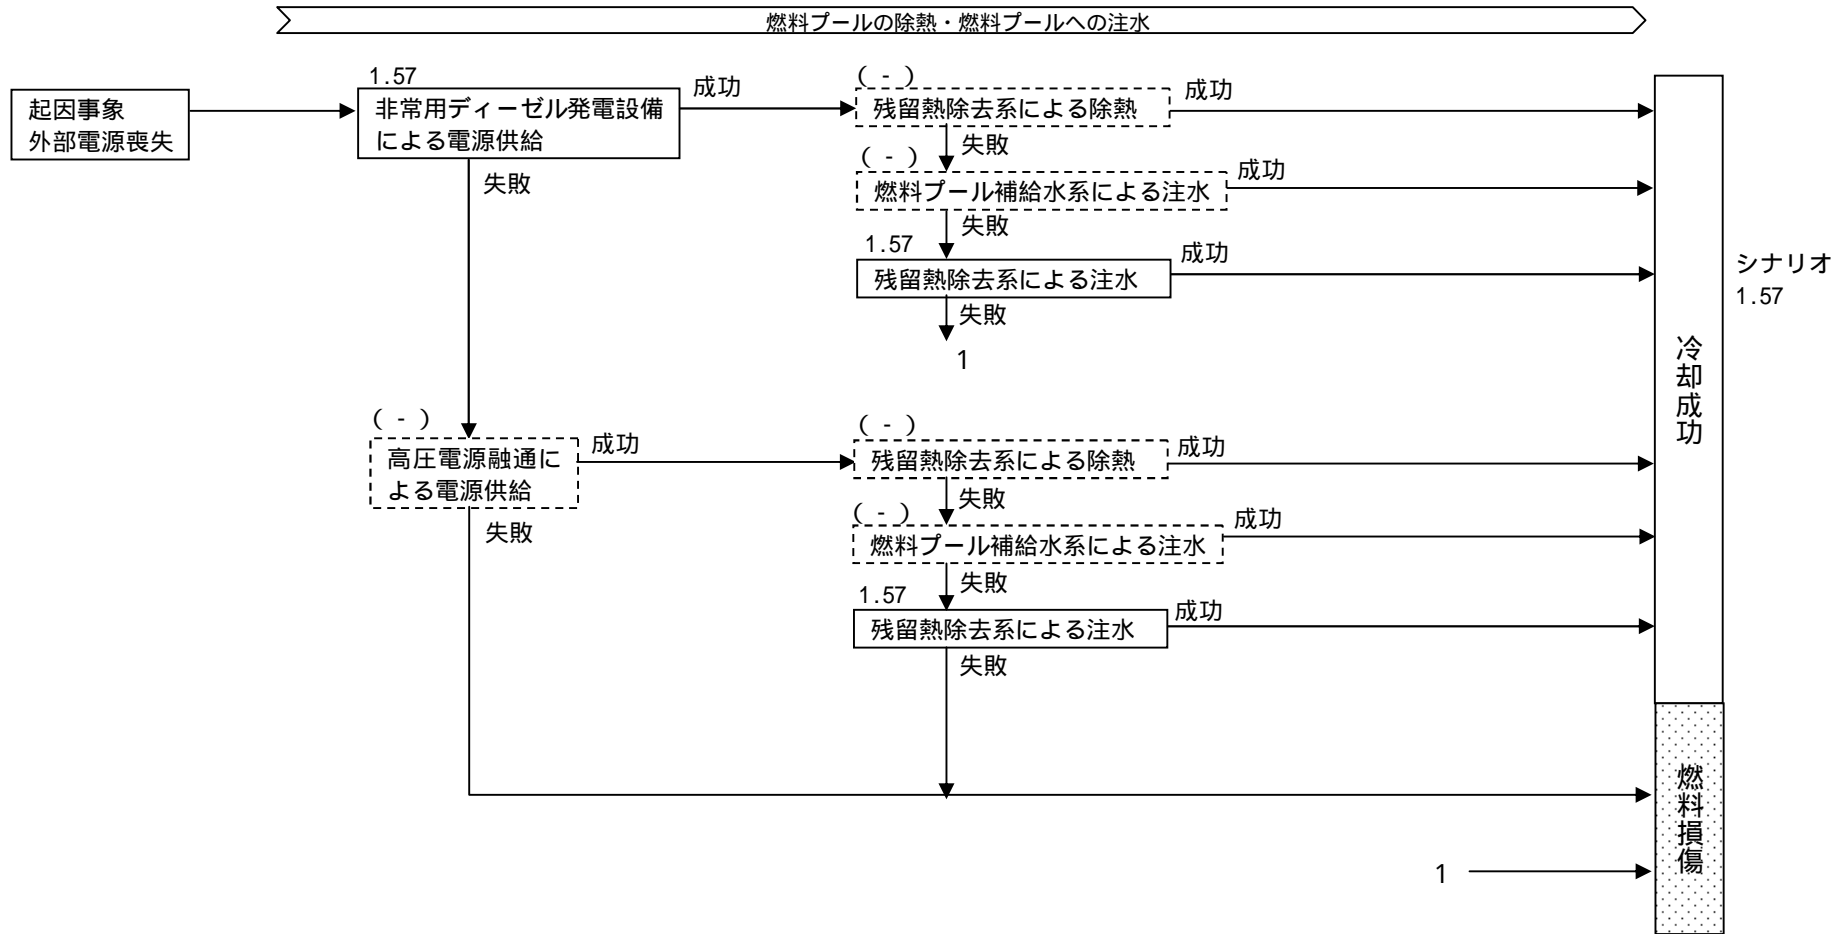 燃料プールの除熱・燃料プールへの注水
起因事象
外部電源喪失
1.57
非常用ディーゼル発電設備
による電源供給
成功
失敗
( - )
残留熱除去系による除熱
成功
失敗
( - )
燃料プール補給水系による注水
成功
失敗
1.57
残留熱除去系による注水
成功
失敗
1
( - )
高圧電源融通に
よる電源供給
成功
失敗
( - )
残留熱除去系による除熱
成功
失敗
( - )
燃料プール補給水系による注水
成功
失敗
1.57
残留熱除去系による注水
成功
失敗
1
冷却成功
燃料損傷
シナリオ
1.57